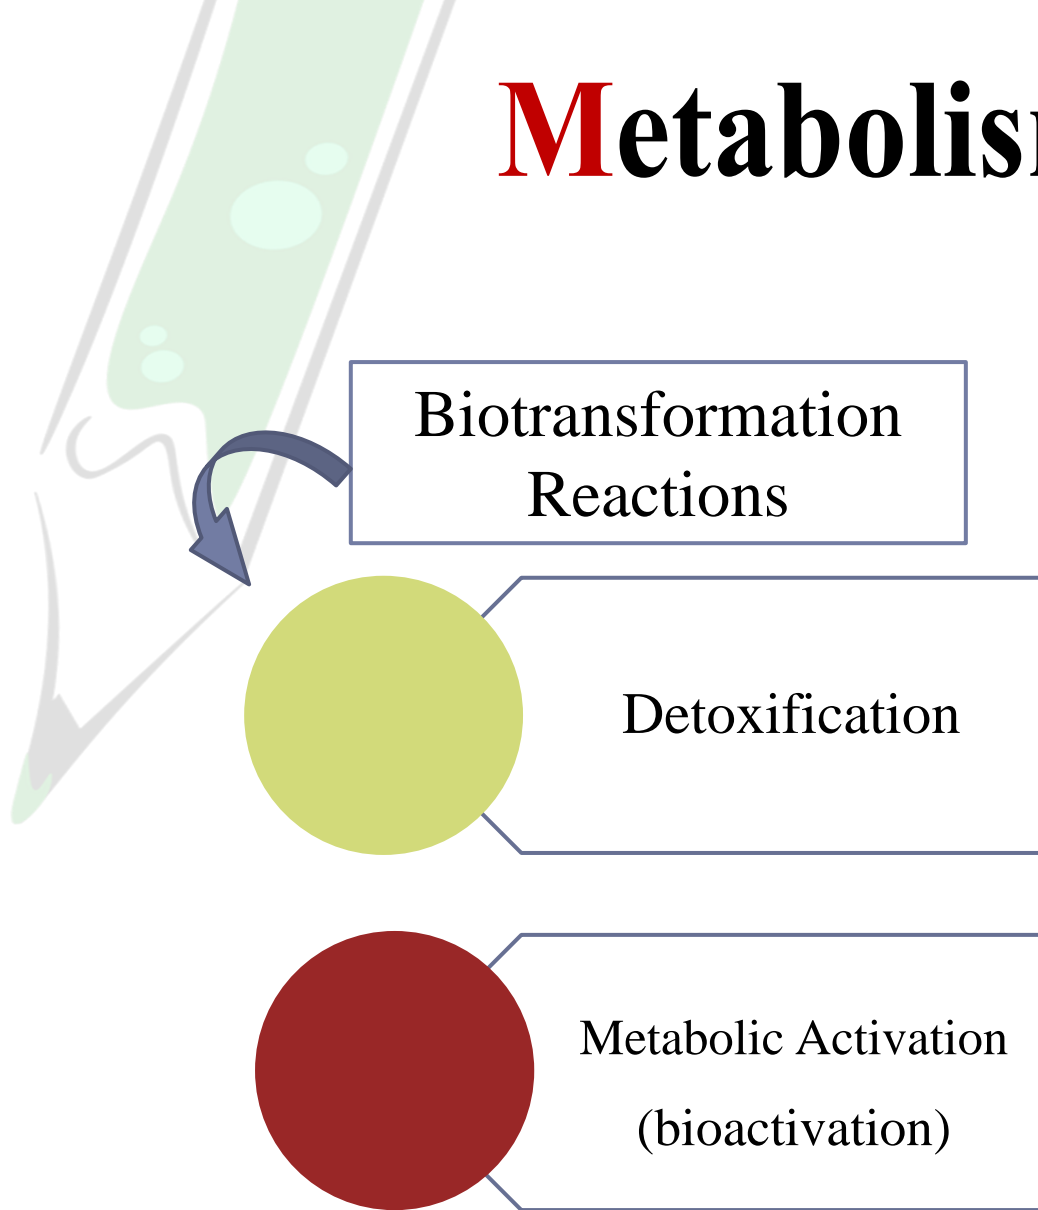 Metabolis
Biotransformation
Reactions
Detoxification
Metabolic Activation
(bioactivation)